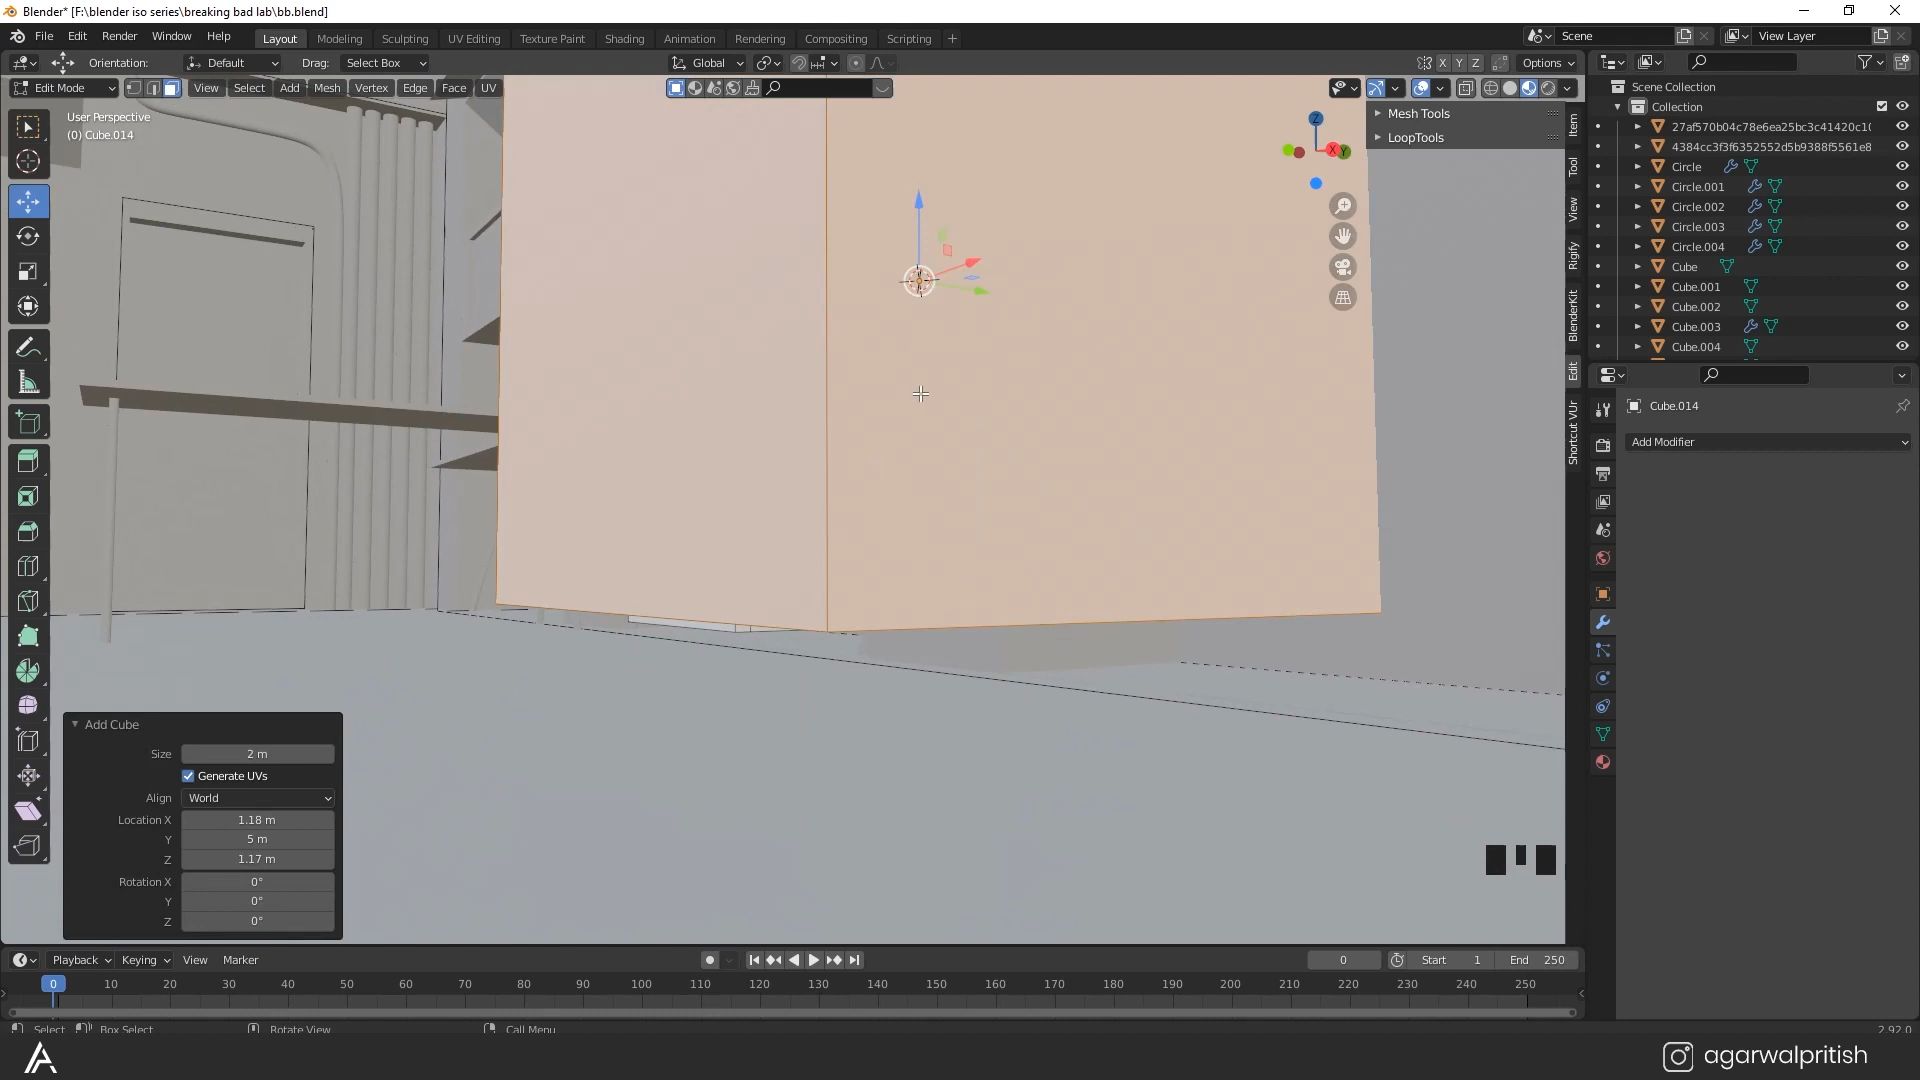 Blender* [F:\blender iso series\breaking bad lab\bb.blend]
File Edit Render Window Help
Layout Modeling Sculpting UV Editing Texture Paint Shading Animation Rendering Compositing Scripting +
Scene View Layer
Orientation: Default Drag: Select Box
Global
X Y Z Options
Edit Mode View Select Add Mesh Vertex Edge Face UV
User Perspective
(0) Cube.014
Mesh Tools
LoopTools
Z
X Y
Item
Tool
View
Rigify
BlenderKit
Edit
Shortcut VUr
Scene Collection
Collection
27af570b04c78e6ea25bc3c41420c1
4384cc3f3f6352552d5b9388f5561e8
Circle
Circle.001
Circle.002
Circle.003
Circle.004
Cube
Cube.001
Cube.002
Cube.003
Cube.004
Cube.014
Add Modifier
Add Cube
Size 2 m
Generate UVs
Align World
Location X 1.18 m
Y 5 m
Z 1.17 m
Rotation X 0°
Y 0°
Z 0°
Playback Keying View Marker
0 Start 1 End 250
0 10 20 30 40 50 60 70 80 90 100 110 120 130 140 150 160 170 180 190 200 210 220 230 240 250
Select Box Select Rotate View Call Menu
2.92.0
agarwalpritish